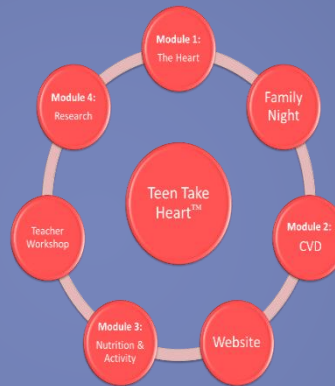 Module 1:
The Heart
Family
Night
Module 2:
CVD
Website
Module 3:
Nutrition &
Activity
Teacher
Workshop
Module 4:
Research
Teen Take
Heart™